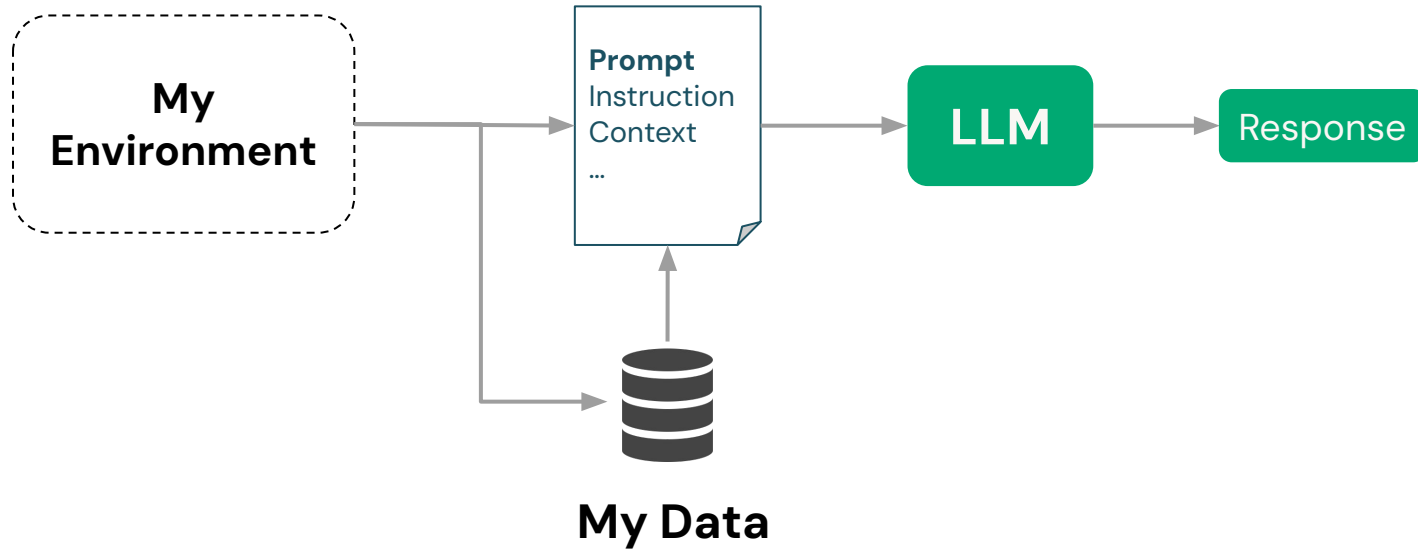 My
Environment
Prompt
Instruction
Context
...
LLM
Response
My Data